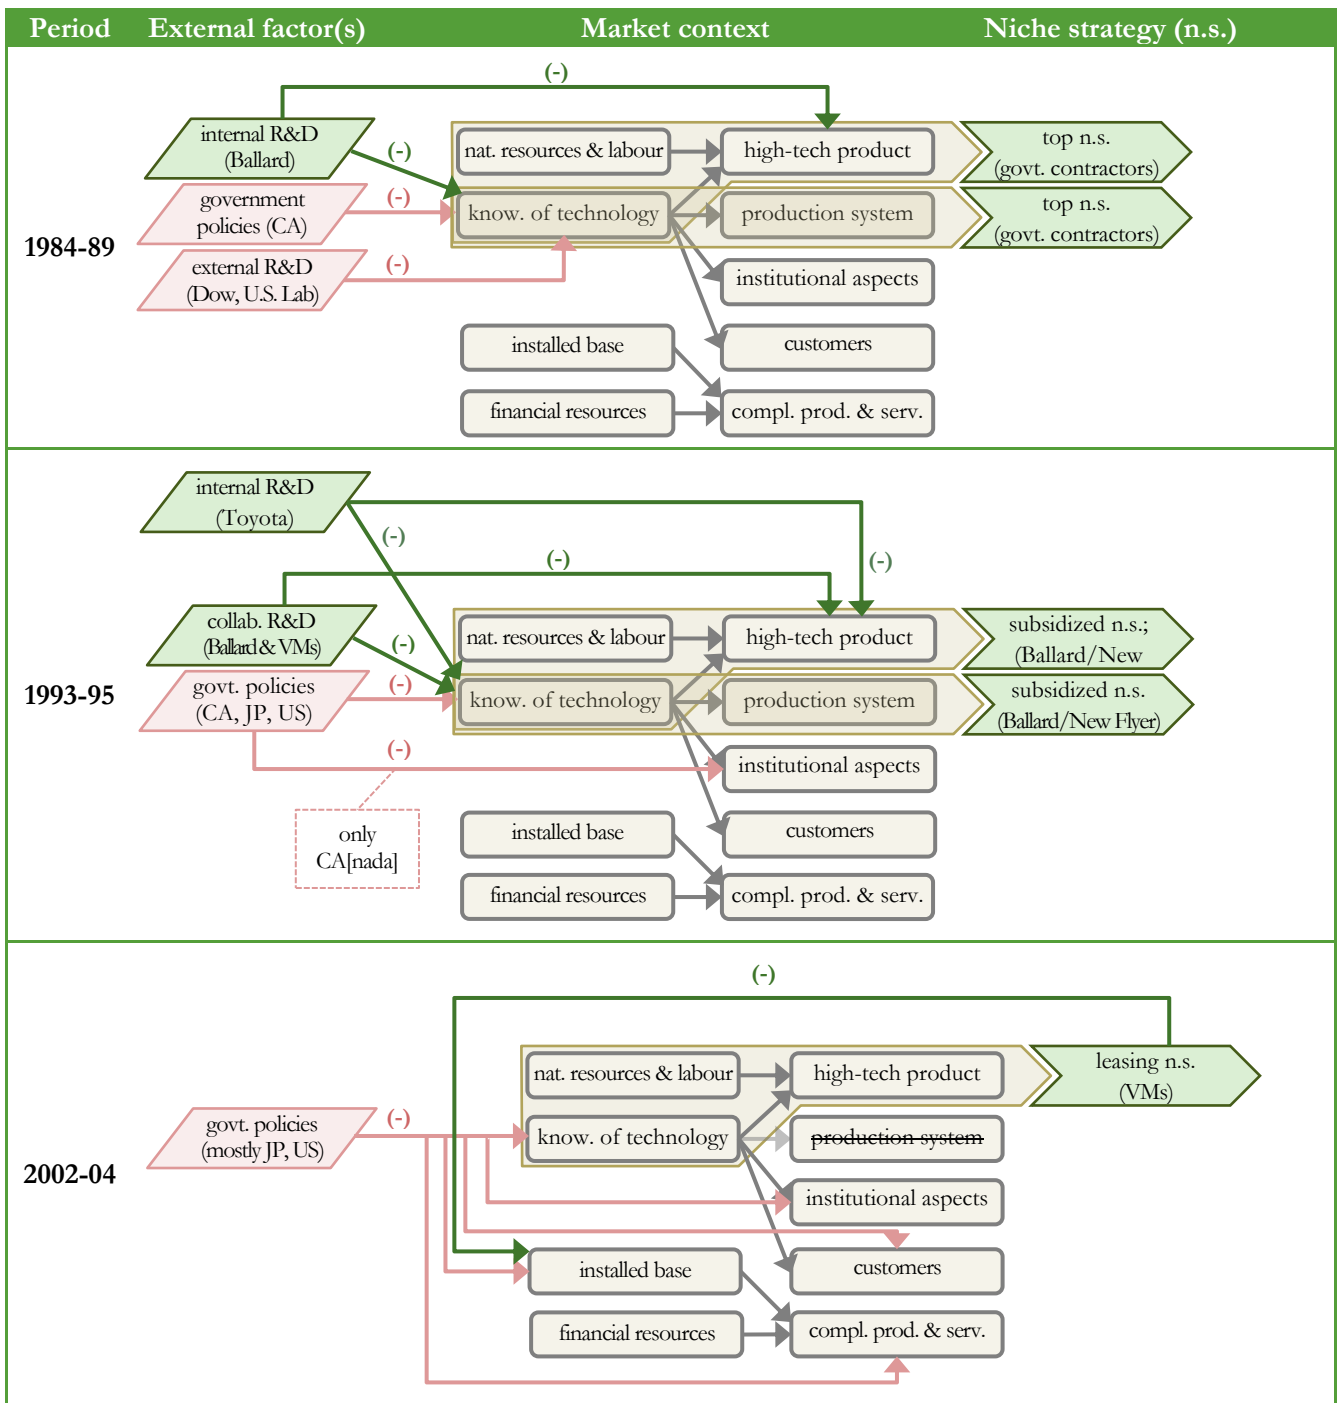 Period External factor(s) Market context Niche strategy (n.s.)
1984-89
(-)
internal R&D
(Ballard)
(-)
government
policies (CA)
(-)
external R&D
(Dow, U.S. Lab)
(-)
nat. resources & labour
high-tech product
know. of technology
production system
institutional aspects
installed base
customers
financial resources
compl. prod. & serv.
top n.s.
(govt. contractors)
top n.s.
(govt. contractors)
1993-95
internal R&D
(Toyota)
(-)
(-)
(-)
collab. R&D
(Ballard & VMs)
(-)
govt. policies
(CA, JP, US)
(-)
(-)
only
CA[nada]
nat. resources & labour
high-tech product
know. of technology
production system
institutional aspects
installed base
customers
financial resources
compl. prod. & serv.
subsidized n.s.;
(Ballard/New
subsidized n.s.
(Ballard/New Flyer)
2002-04
(-)
govt. policies
(mostly JP, US)
(-)
nat. resources & labour
high-tech product
know. of technology
production system
institutional aspects
installed base
customers
financial resources
compl. prod. & serv.
leasing n.s.
(VMs)